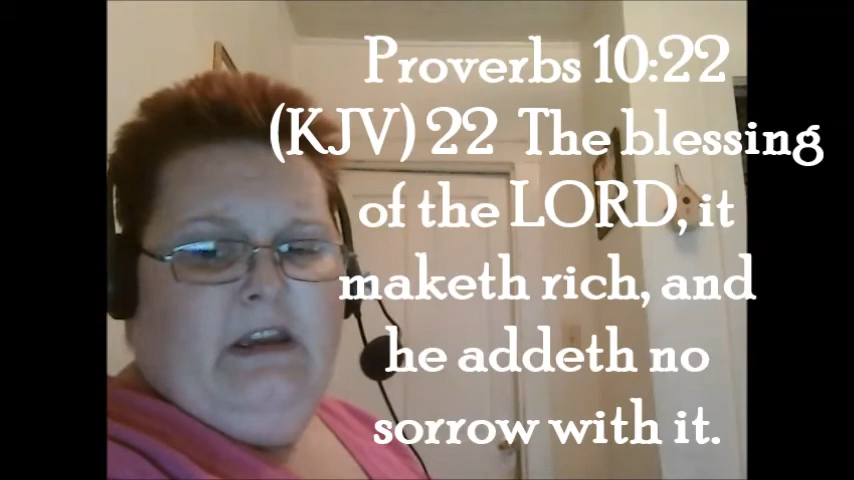 Proverbs 10:22
(KJV) 22 The blessing
of the LORD, it
maketh rich, and
he addeth no
sorrow with it.